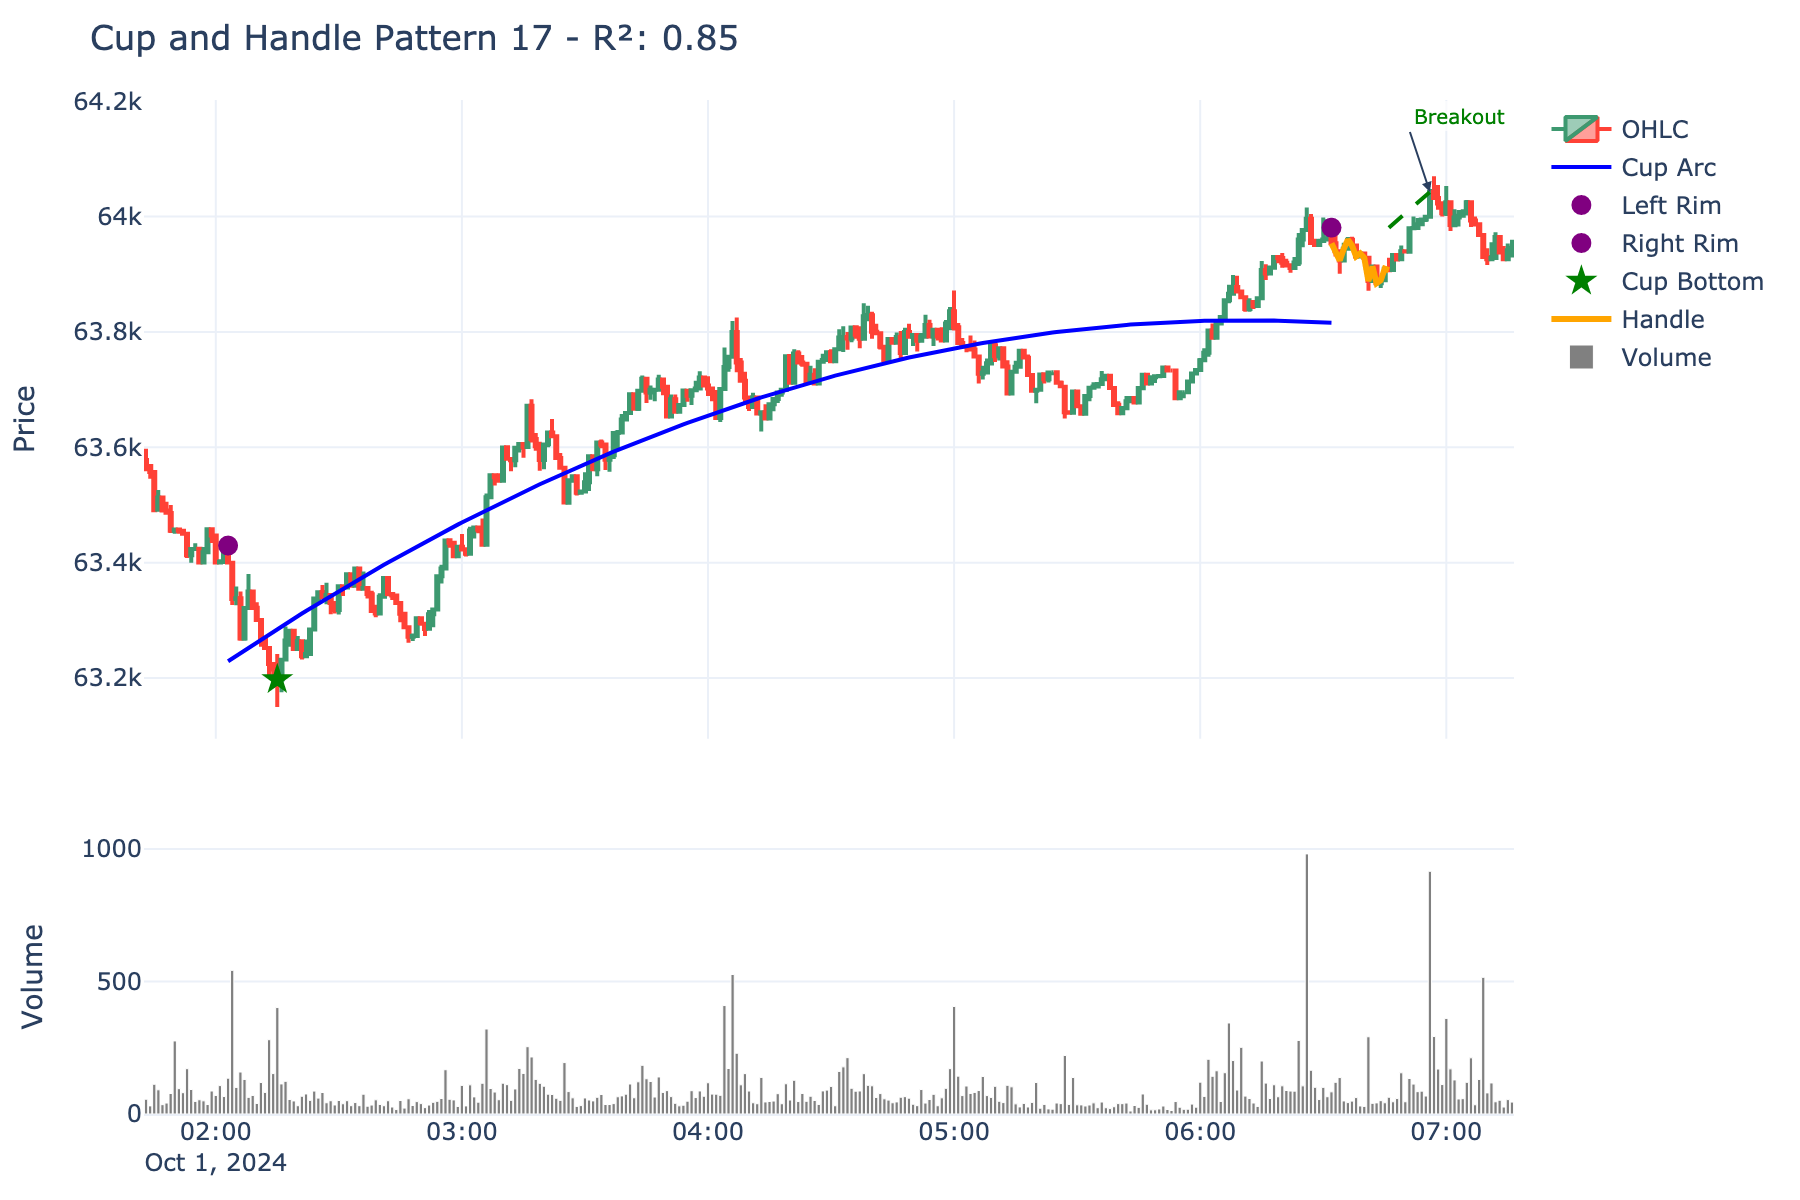 Cup and Handle Pattern 17 - R²: 0.85
64.2k
64k
63.8k
63.6k
63.4k
63.2k
Price
Breakout
OHLC
Cup Arc
Left Rim
Right Rim
Cup Bottom
Handle
Volume
1000
500
0
Volume
02:00
03:00
04:00
05:00
06:00
07:00
Oct 1, 2024